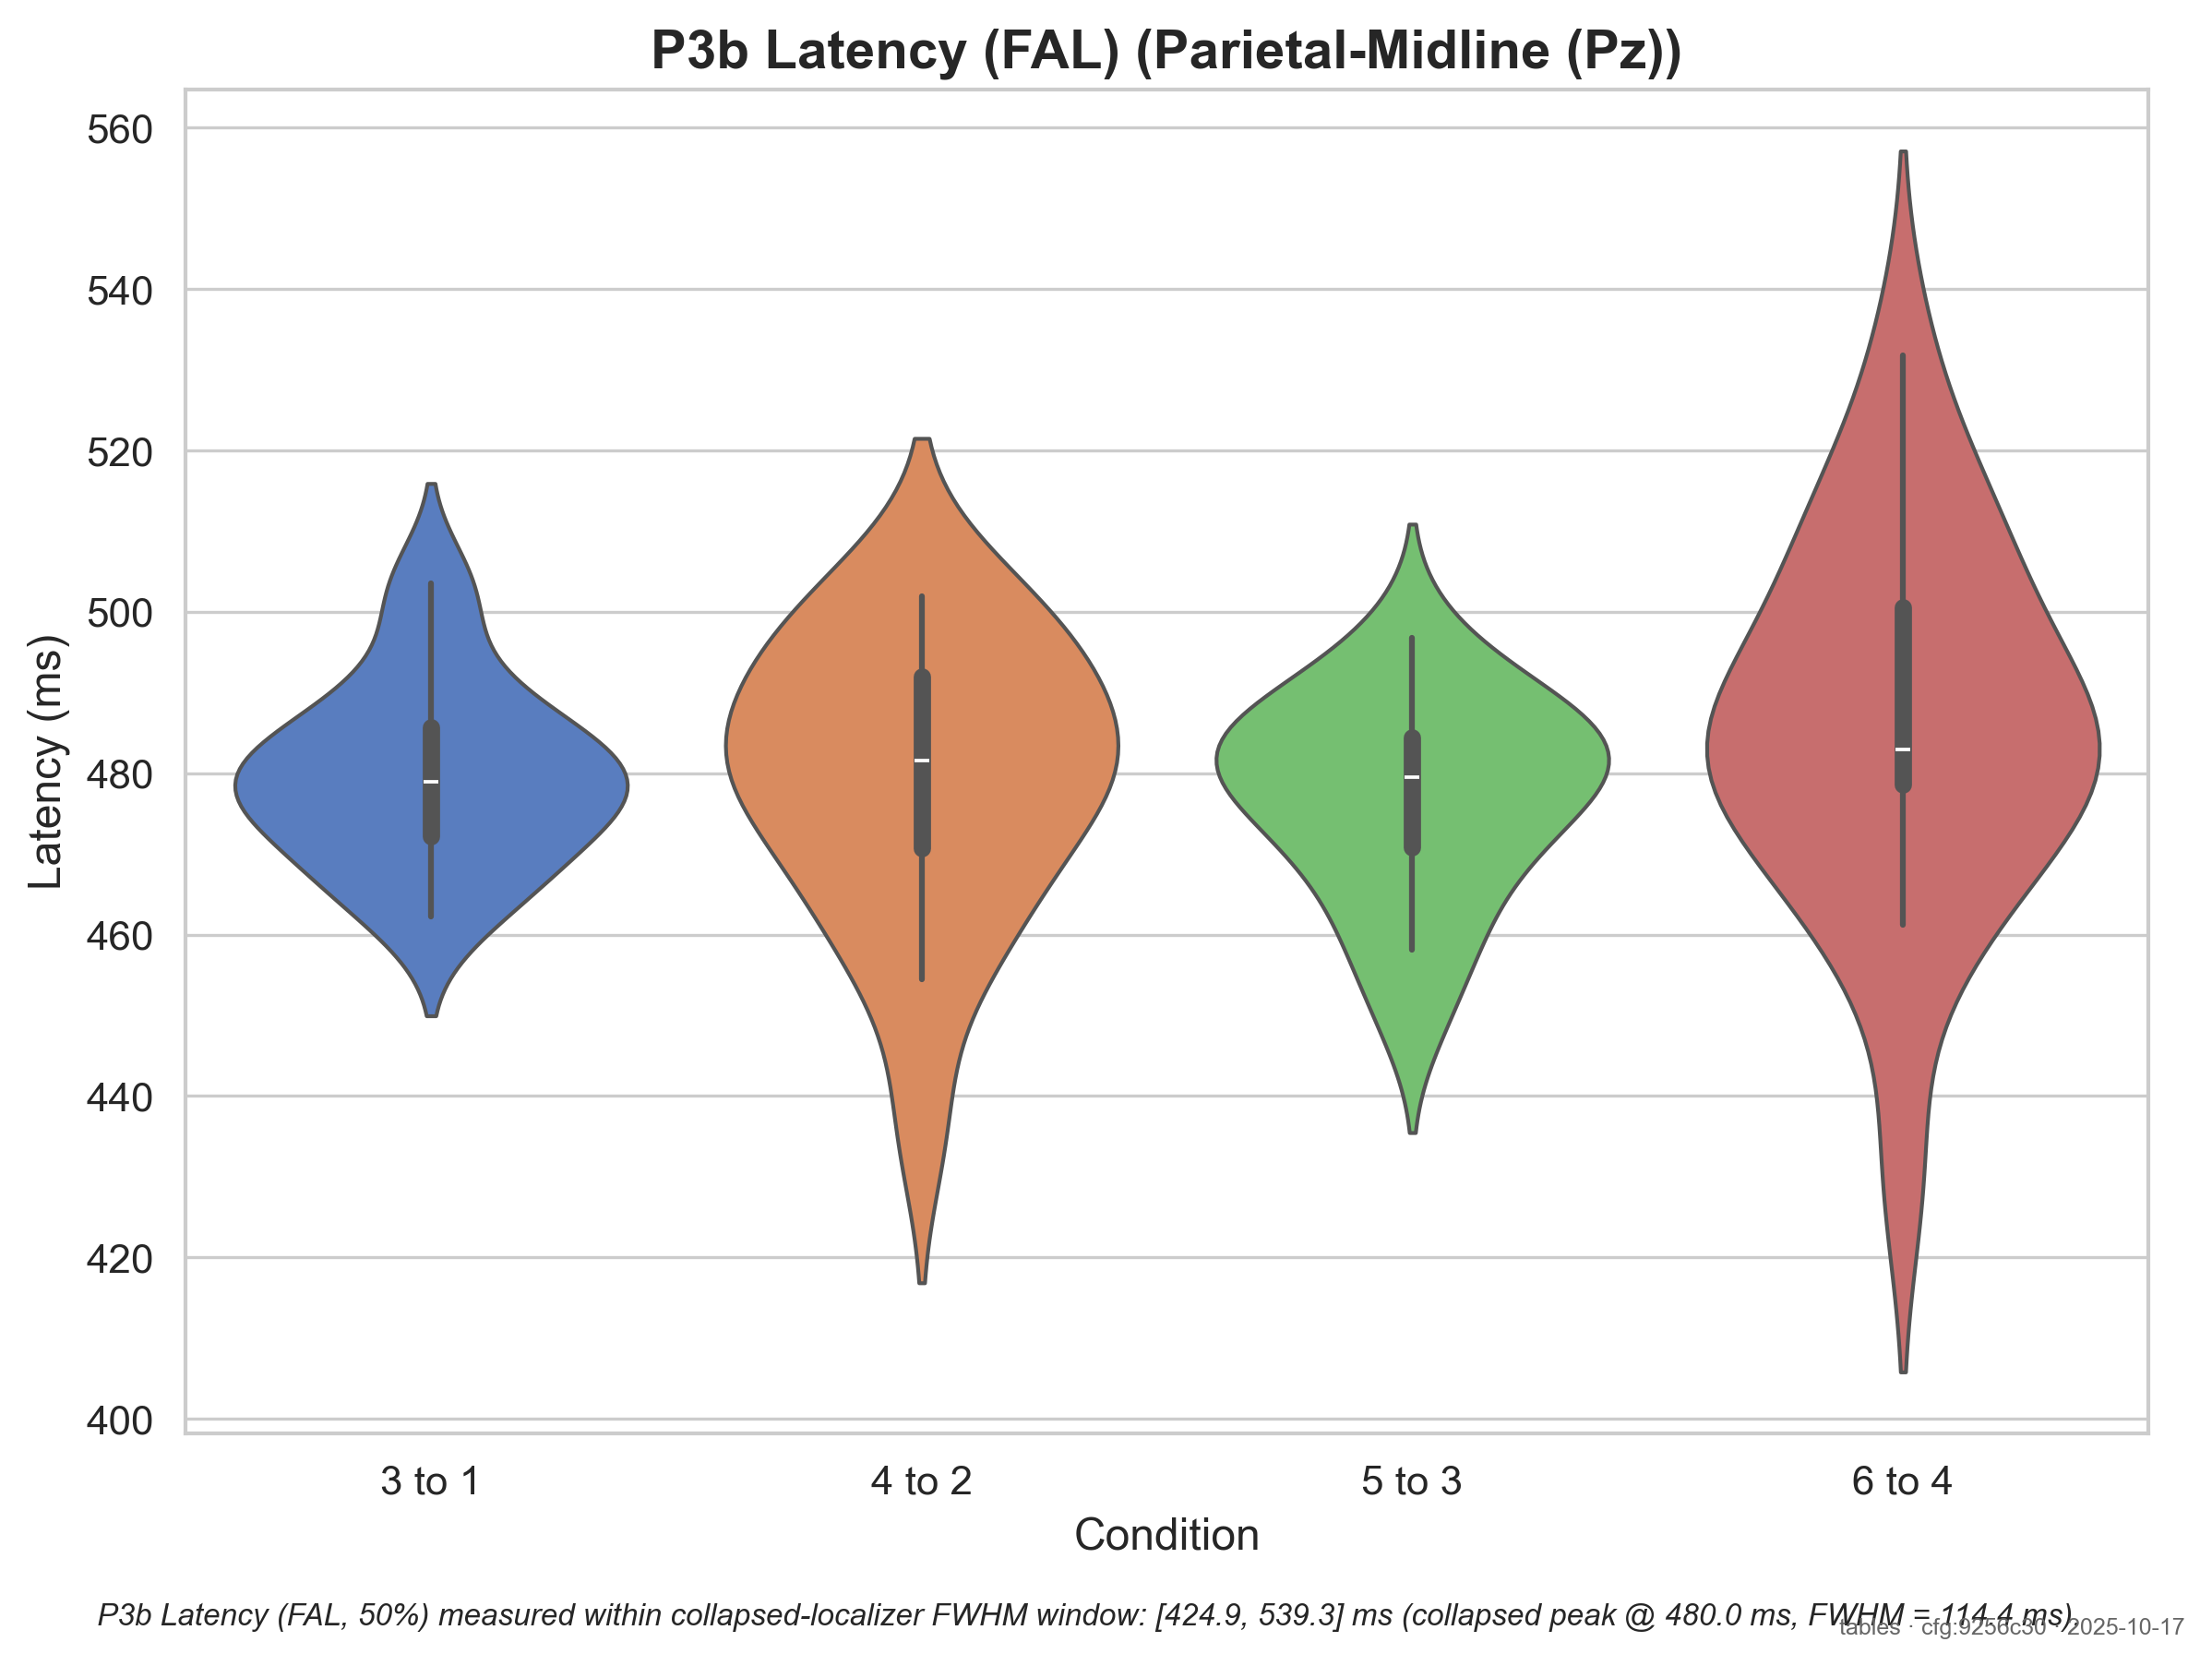 P3b Latency (FAL) (Parietal-Midline (Pz))
560
540
520
500
480
460
440
420
400
Latency (ms)
3 to 1 4 to 2 5 to 3 6 to 4
Condition
P3b Latency (FAL, 50%) measured within collapsed-localizer FWHM window: [424.9, 539.3] ms (collapsed peak @ 480.0 ms, FWHM = 114.4 ms).
tables · cfg:9256c30 · 2025-10-17